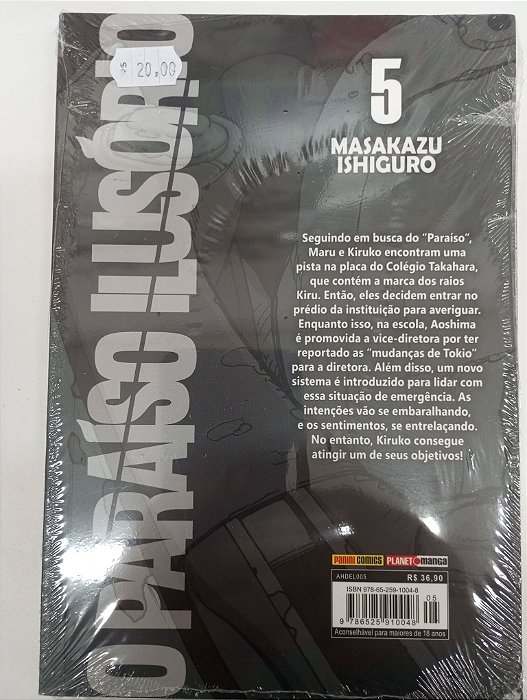 R$ 20,00
O PARAÍSO ILUSÓRIO
5
MASAKAZU
ISHIGURO
Seguindo em busca do “Paraíso”,
Maru e Kiruko encontram uma
pista na placa do Colégio Takahara,
que contém a marca dos raios
Kiru. Então, eles decidem entrar no
prédio da instituição para averiguar.
Enquanto isso, na escola, Aoshima
é promovida a vice-diretora por ter
reportado as “mudanças de Tokio”
para a diretora. Além disso, um novo
sistema é introduzido para lidar com
essa situação de emergência. As
intenções vão se embaralhando,
e os sentimentos, se entrelaçando.
No entanto, Kiruko consegue
atingir um de seus objetivos!
PANINI COMICS PLANET MANGA
AHDEL005 R$ 36,90
ISBN 978-65-259-1004-8
05
9 786525 910048
Aconselhável para maiores de 18 anos